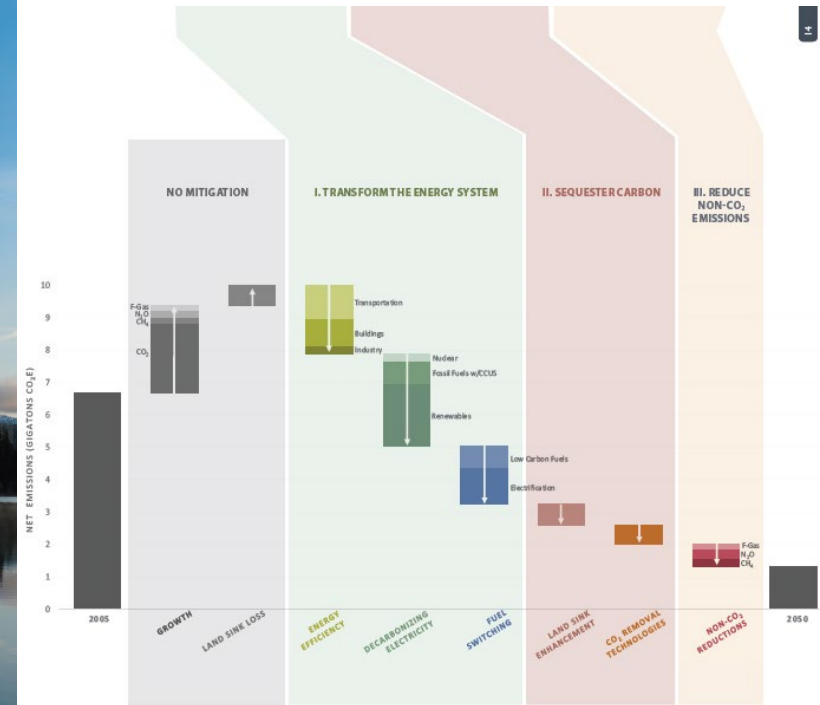 14
NO MITIGATION
I. TRANSFORM THE ENERGY SYSTEM
II. SEQUESTER CARBON
III. REDUCE
NON-CO₂
EMISSIONS
NET EMISSIONS (GIGATONS CO₂E)
10
9
8
7
6
5
4
3
2
1
0
F-Gas
N₂O
CH₄
CO₂
Transportation
Buildings
Industry
Nuclear
Fossil Fuels w/CCUS
Renewables
Low Carbon Fuels
Electrification
F-Gas
N₂O
CH₄
2005
GROWTH
LAND SINK LOSS
ENERGY
EFFICIENCY
DECARBONIZING
ELECTRICITY
FUEL
SWITCHING
LAND SINK
ENHANCEMENT
CO₂ REMOVAL
TECHNOLOGIES
NON-CO₂
REDUCTIONS
2050